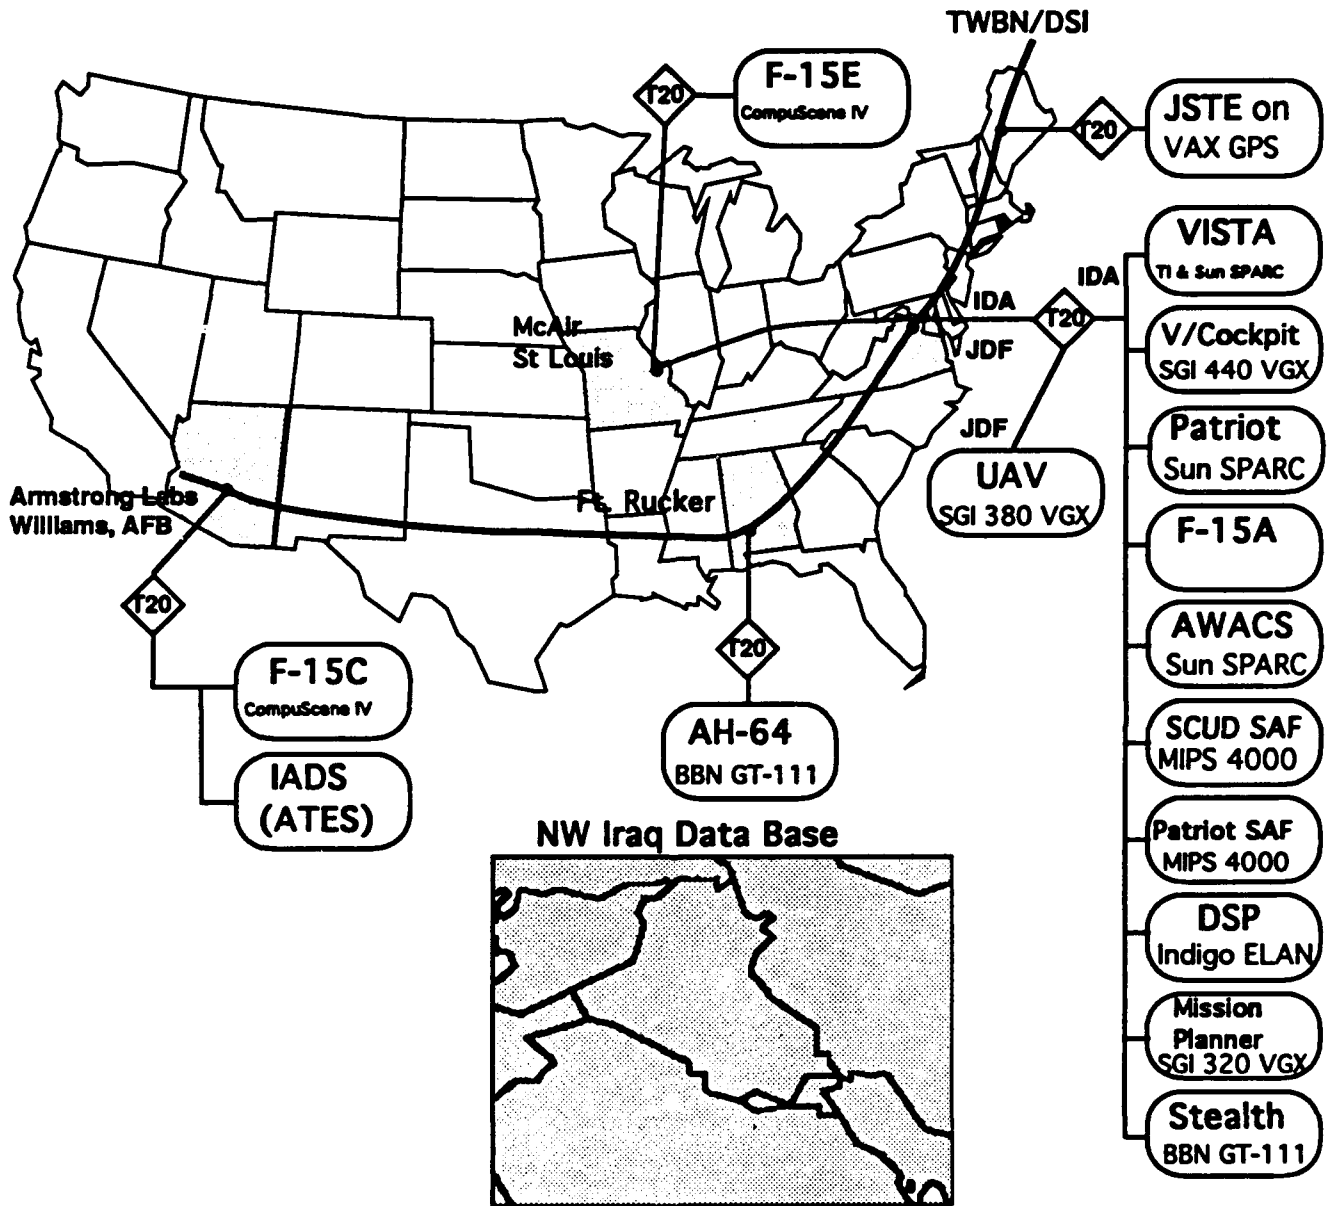 TWBN/DSI
T20
F-15E
CompuScene IV
T20
JSTE on
VAX GPS
VISTA
TI & Sun SPARC
IDA
IDA
T20
McAir
St Louis
JDF
V/Cockpit
SGI 440 VGX
JDF
Patriot
Sun SPARC
UAV
SGI 380 VGX
Armstrong Labs
Williams, AFB
Ft. Rucker
F-15A
T20
AWACS
Sun SPARC
T20
F-15C
CompuScene IV
AH-64
BBN GT-111
SCUD SAF
MIPS 4000
IADS
(ATES)
NW Iraq Data Base
Patriot SAF
MIPS 4000
DSP
Indigo ELAN
Mission
Planner
SGI 320 VGX
Stealth
BBN GT-111